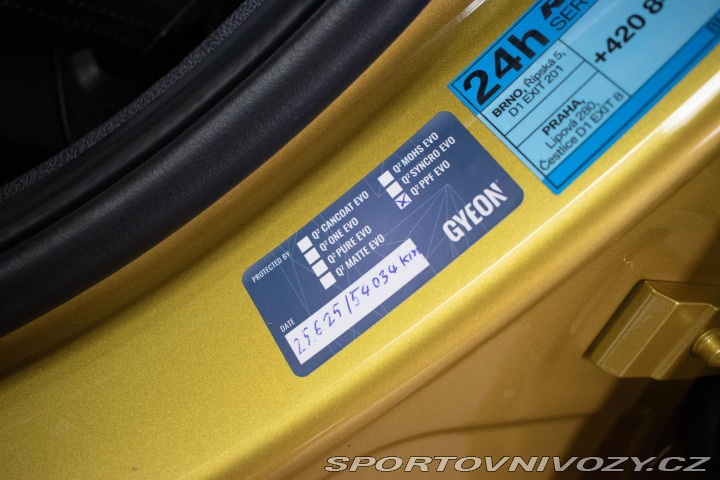 24h
SER
BRNO, Řípská 5,
D1 EXIT 201
+420 8
PRAHA,
Lipová 280,
Čestlice D1 EXIT 8
PROTECTED BY
Q² CANCOAT EVO
Q² ONE EVO
Q² PURE EVO
Q² MATTE EVO
Q² MOHS EVO
Q² SYNCRO EVO
Q² PPF EVO
GYEON
DATE
25.6.25/54034 km
SPORTOVNIVOZY.CZ